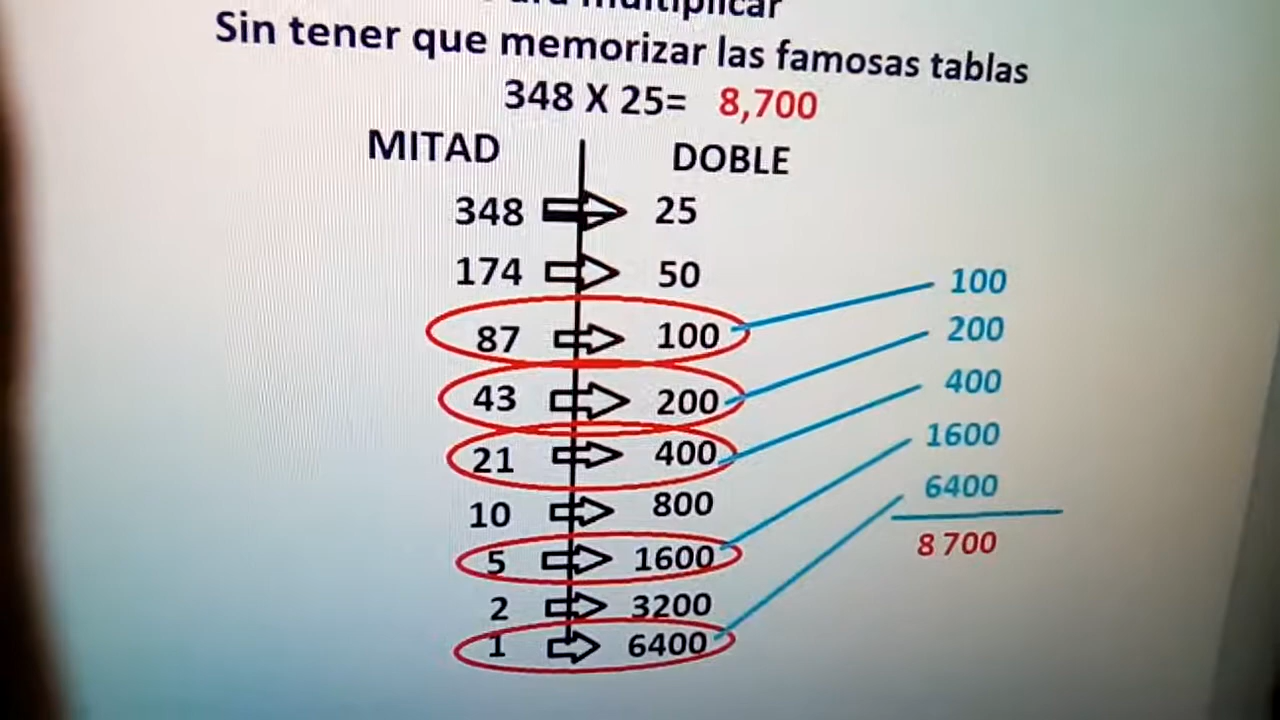 para multiplicar
Sin tener que memorizar las famosas tablas
348 X 25= 8,700
MITAD DOBLE
348 25
174 50
87 100 100
43 200 200
21 400 400
10 800 1600
5 1600 6400
2 3200 8 700
1 6400